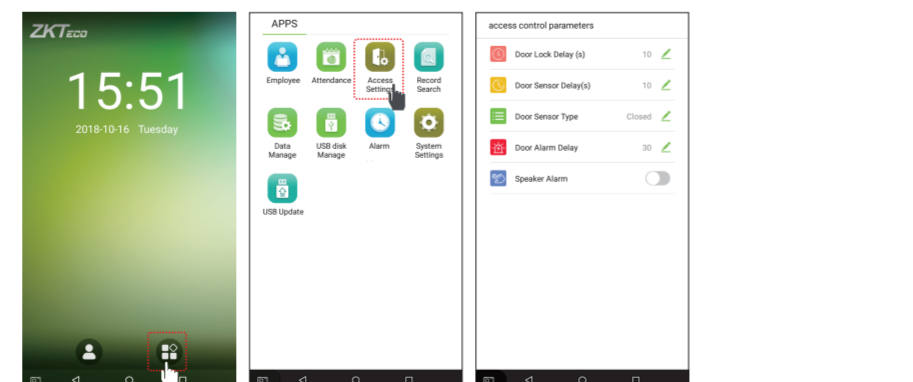 ZKTECO
15:51
2018-10-16 Tuesday
APPS
Employee
Attendance
Access
Settings
Record
Search
Data
Manage
USB disk
Manage
Alarm
System
Settings
USB Update
access control parameters
Door Lock Delay (s) 10
Door Sensor Delay(s) 10
Door Sensor Type Closed
Door Alarm Delay 30
Speaker Alarm